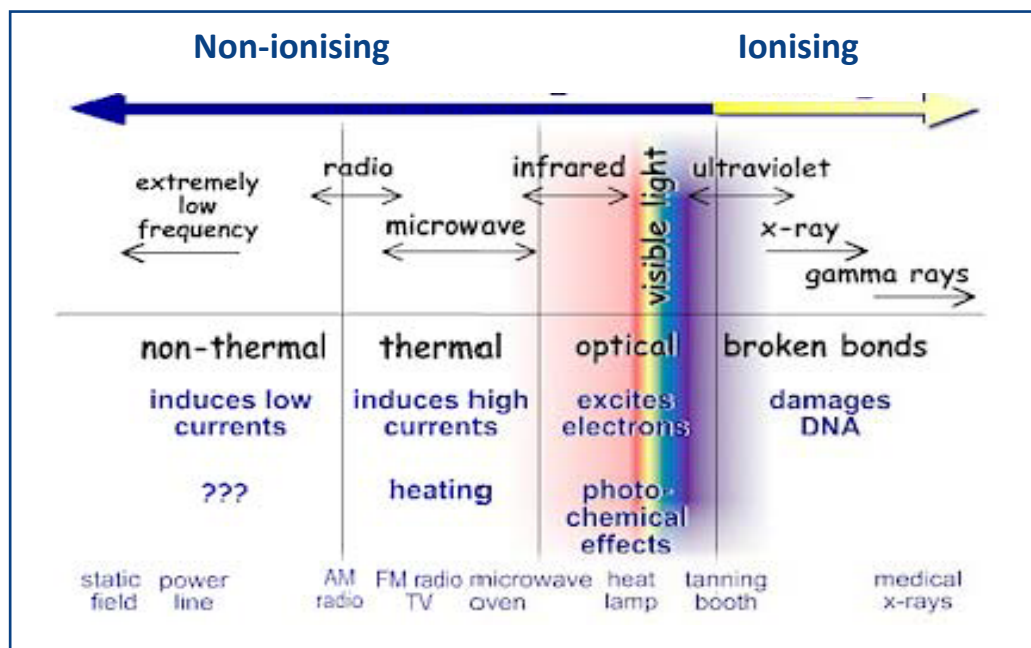 Non-ionising Ionising
radio infrared visible light ultraviolet
extremely
low
frequency
microwave x-ray
gamma rays
non-thermal thermal optical broken bonds
induces low induces high excites damages
currents currents electrons DNA
??? heating photo-
chemical
effects
static power AM FM radio microwave heat tanning medical
field line radio TV oven lamp booth x-rays